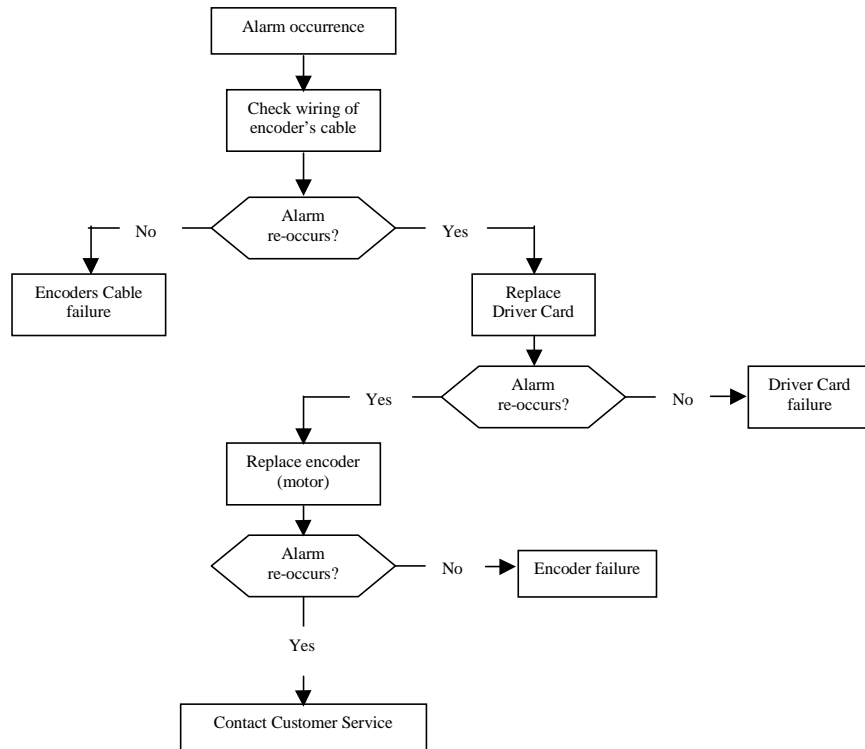 Alarm occurrence
Check wiring of
encoder’s cable
Alarm
re-occurs?
No
Yes
Encoders Cable
failure
Replace
Driver Card
Alarm
re-occurs?
Yes
No
Driver Card
failure
Replace encoder
(motor)
Alarm
re-occurs?
No
Encoder failure
Yes
Contact Customer Service